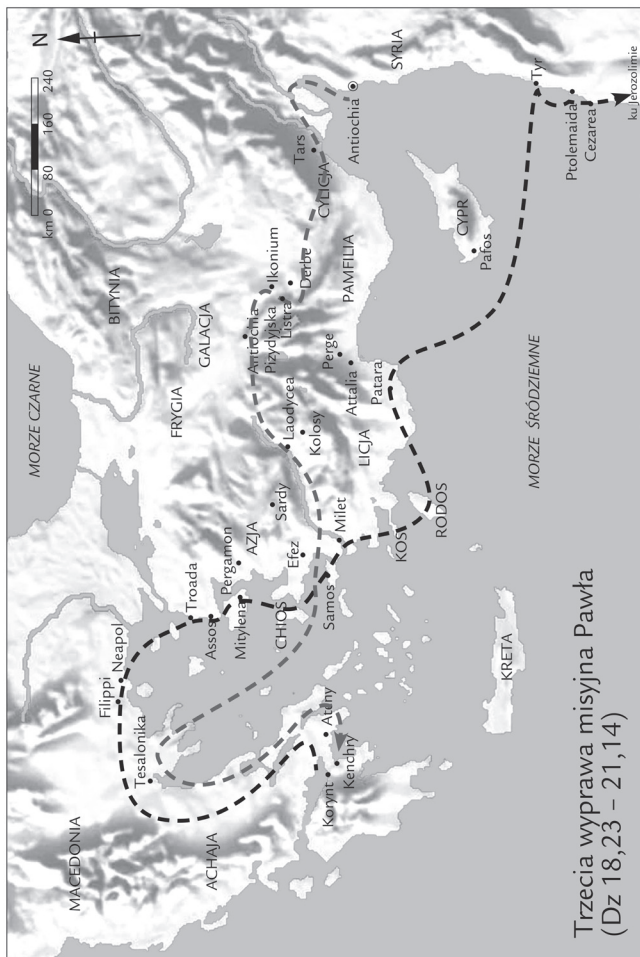 N
km 0 80 160 240
MORZE CZARNE
BITYNIA
GALACJA
FRYGIA
MACEDONIA
Filippi
Neapol
Tesalonika
ACHAJA
Troada
Assos
Mitylena
Pergamon
AZJA
Sardy
Efez
CHIOS
Samos
Milet
Laodycea
Kolosy
Antiochia
Pizydyjska
Ikonium
Listra
Derbe
Tars
CYLICJA
Antiochia
SYRIA
PAMFILIA
Perge
Attalia
LICJA
Patara
KOS
RODOS
Ateny
Korynt
Kenchry
KRETA
CYPR
Pafos
MORZE ŚRÓDZIEMNE
Tyr
Ptolemaida
Cezarea
ku Jerozolimie
Trzecia wyprawa misyjna Pawła
(Dz 18,23 – 21,14)